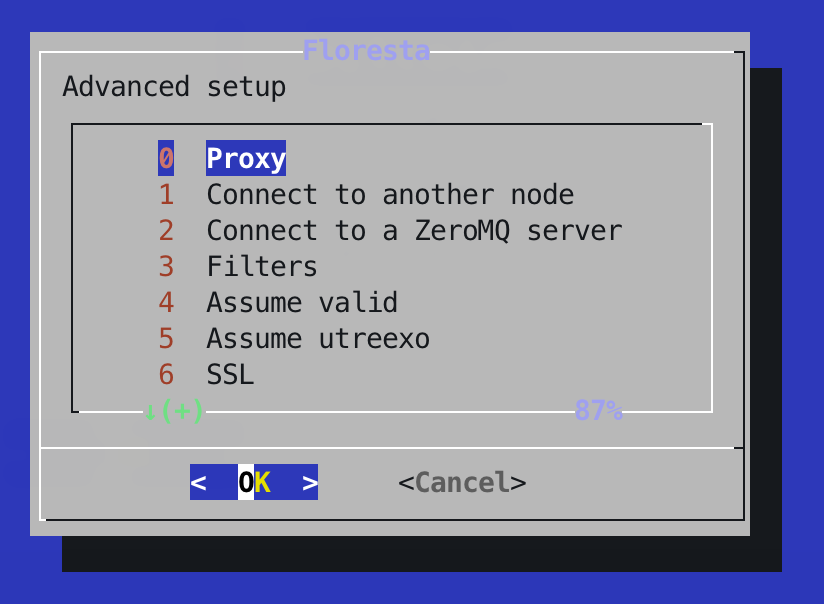 Floresta
Advanced setup
0 Proxy
1 Connect to another node
2 Connect to a ZeroMQ server
3 Filters
4 Assume valid
5 Assume utreexo
6 SSL
↓(+) 87%
< OK > <Cancel>